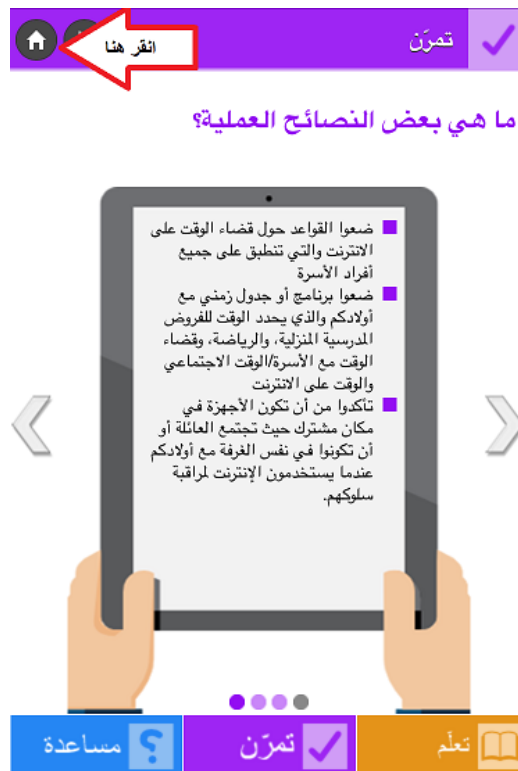 تمرّن
انقر هنا
ما هي بعض النصائح العملية؟
ضعوا القواعد حول قضاء الوقت على
الانترنت والتي تنطبق على جميع
أفراد الأسرة
ضعوا برنامج أو جدول زمني مع
أولادكم والذي يحدد الوقت للفروض
المدرسية المنزلية، والرياضة، وقضاء
الوقت مع الأسرة/الوقت الاجتماعي
والوقت على الانترنت
تأكدوا من أن تكون الأجهزة في
مكان مشترك حيث تجتمع العائلة أو
أن تكونوا في نفس الغرفة مع أولادكم
عندما يستخدمون الإنترنت لمراقبة
سلوكهم.
تعلّم
تمرّن
مساعدة